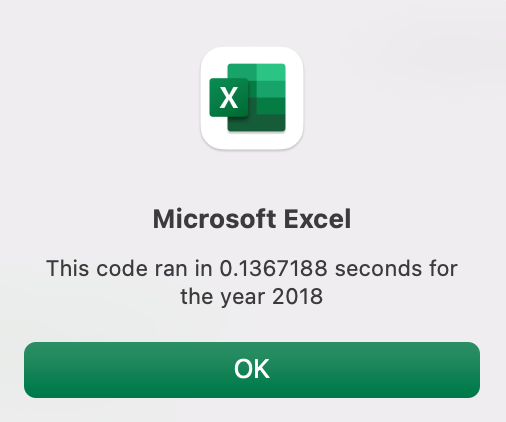 X
Microsoft Excel
This code ran in 0.1367188 seconds for
the year 2018
OK